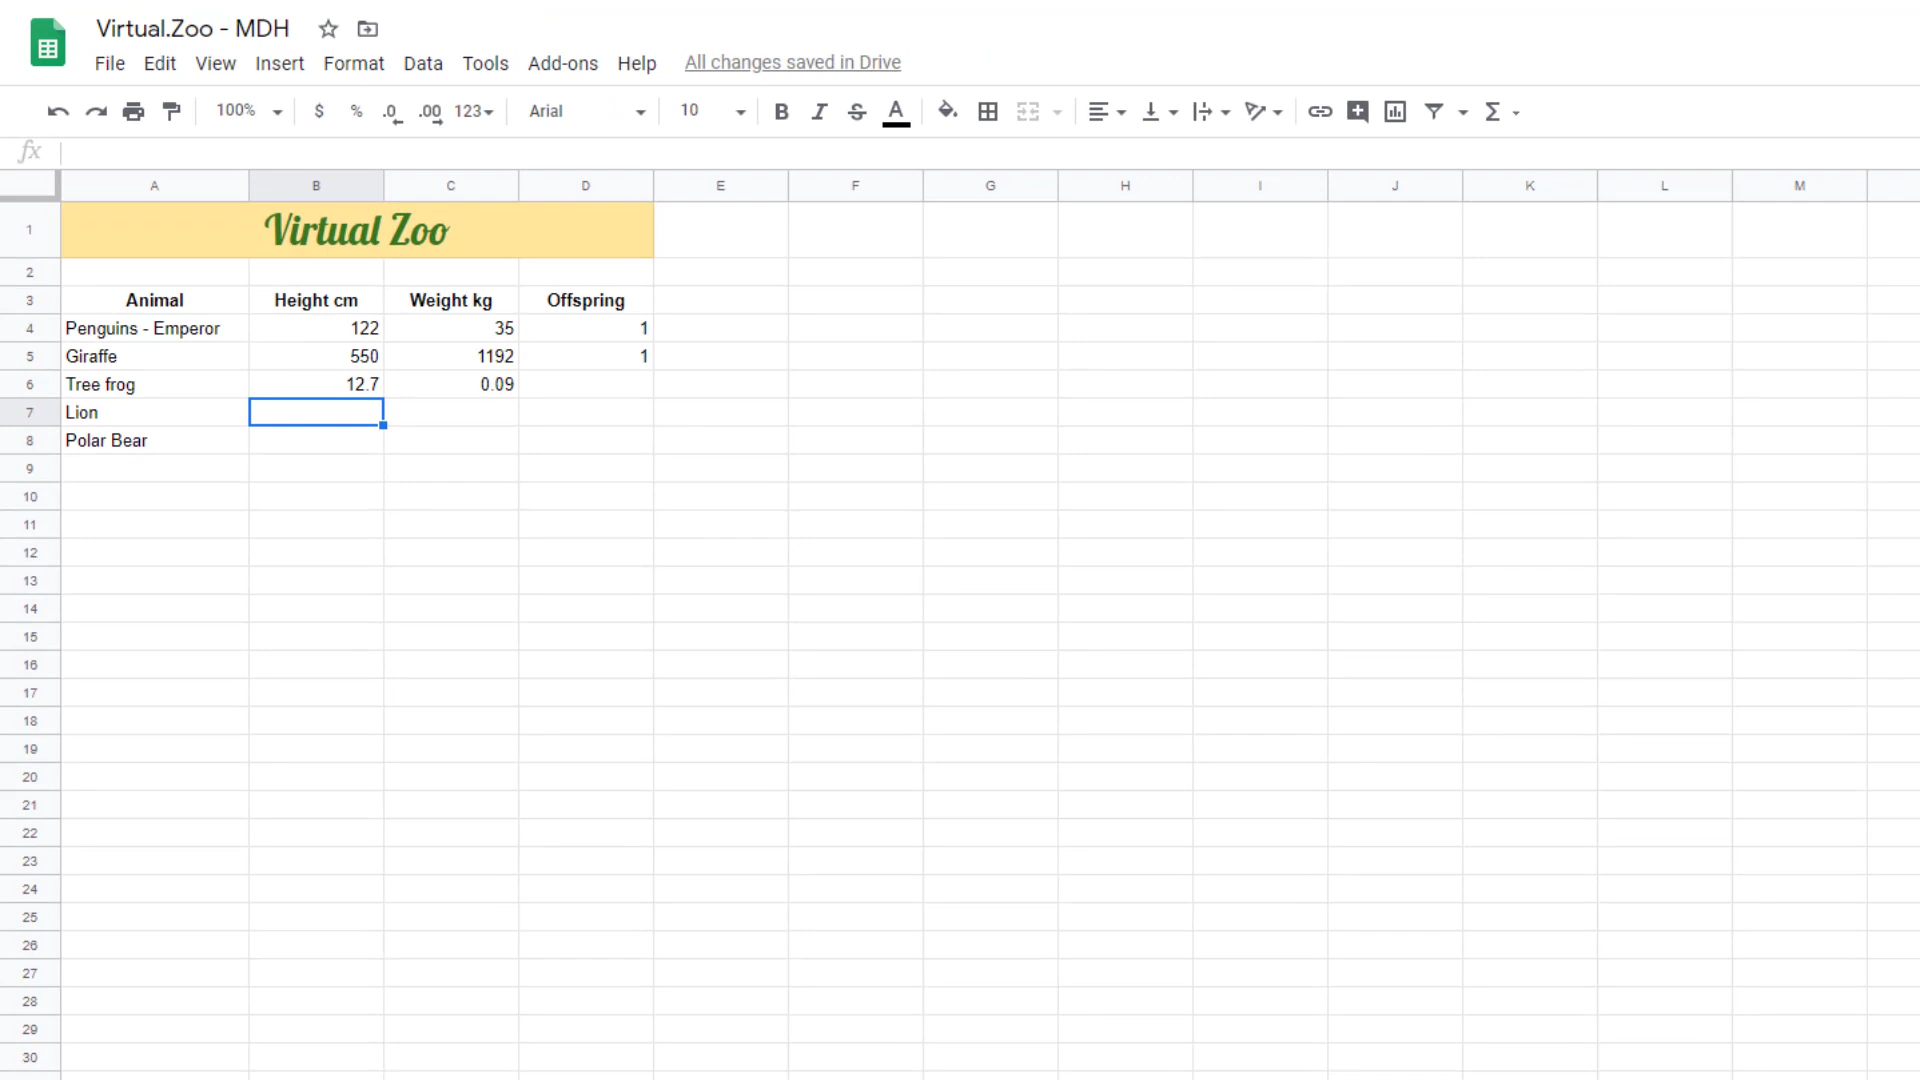 Virtual.Zoo - MDH
File Edit View Insert Format Data Tools Add-ons Help All changes saved in Drive
100% $ % .0 .00 123 Arial 10 B I S A
fx
A B C D E F G H I J K L M
1 Virtual Zoo
2
3 Animal Height cm Weight kg Offspring
4 Penguins - Emperor 122 35 1
5 Giraffe 550 1192 1
6 Tree frog 12.7 0.09
7 Lion
8 Polar Bear
9
10
11
12
13
14
15
16
17
18
19
20
21
22
23
24
25
26
27
28
29
30